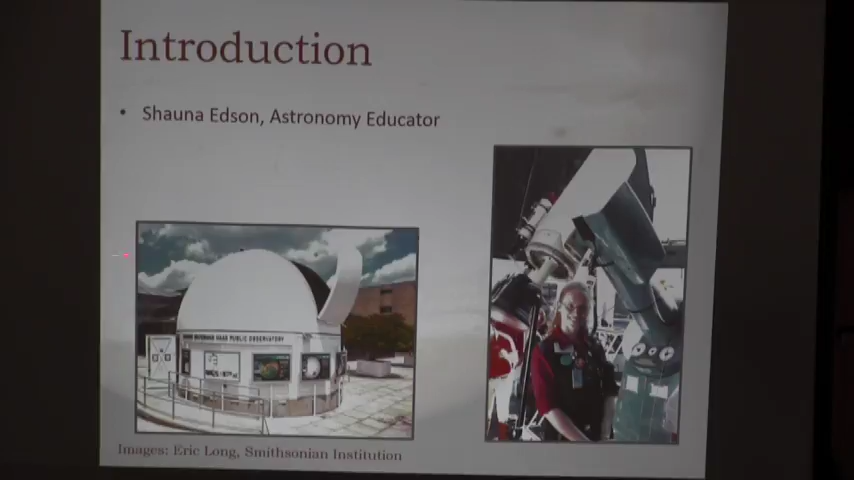 Introduction
• Shauna Edson, Astronomy Educator
PUBLIC OBSERVATORY
Images: Eric Long, Smithsonian Institution